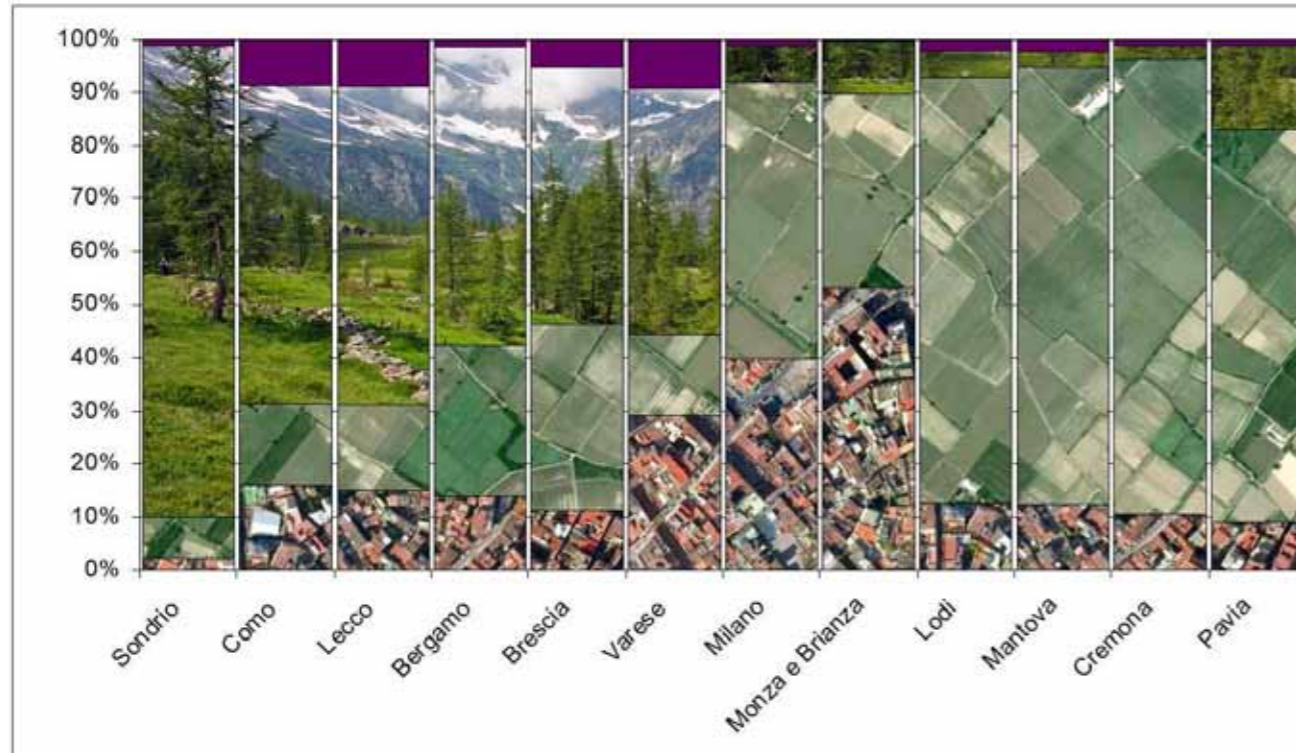 100%
90%
80%
70%
60%
50%
40%
30%
20%
10%
0%
Sondrio
Como
Lecco
Bergamo
Brescia
Varese
Milano
Monza e Brianza
Lodi
Mantova
Cremona
Pavia